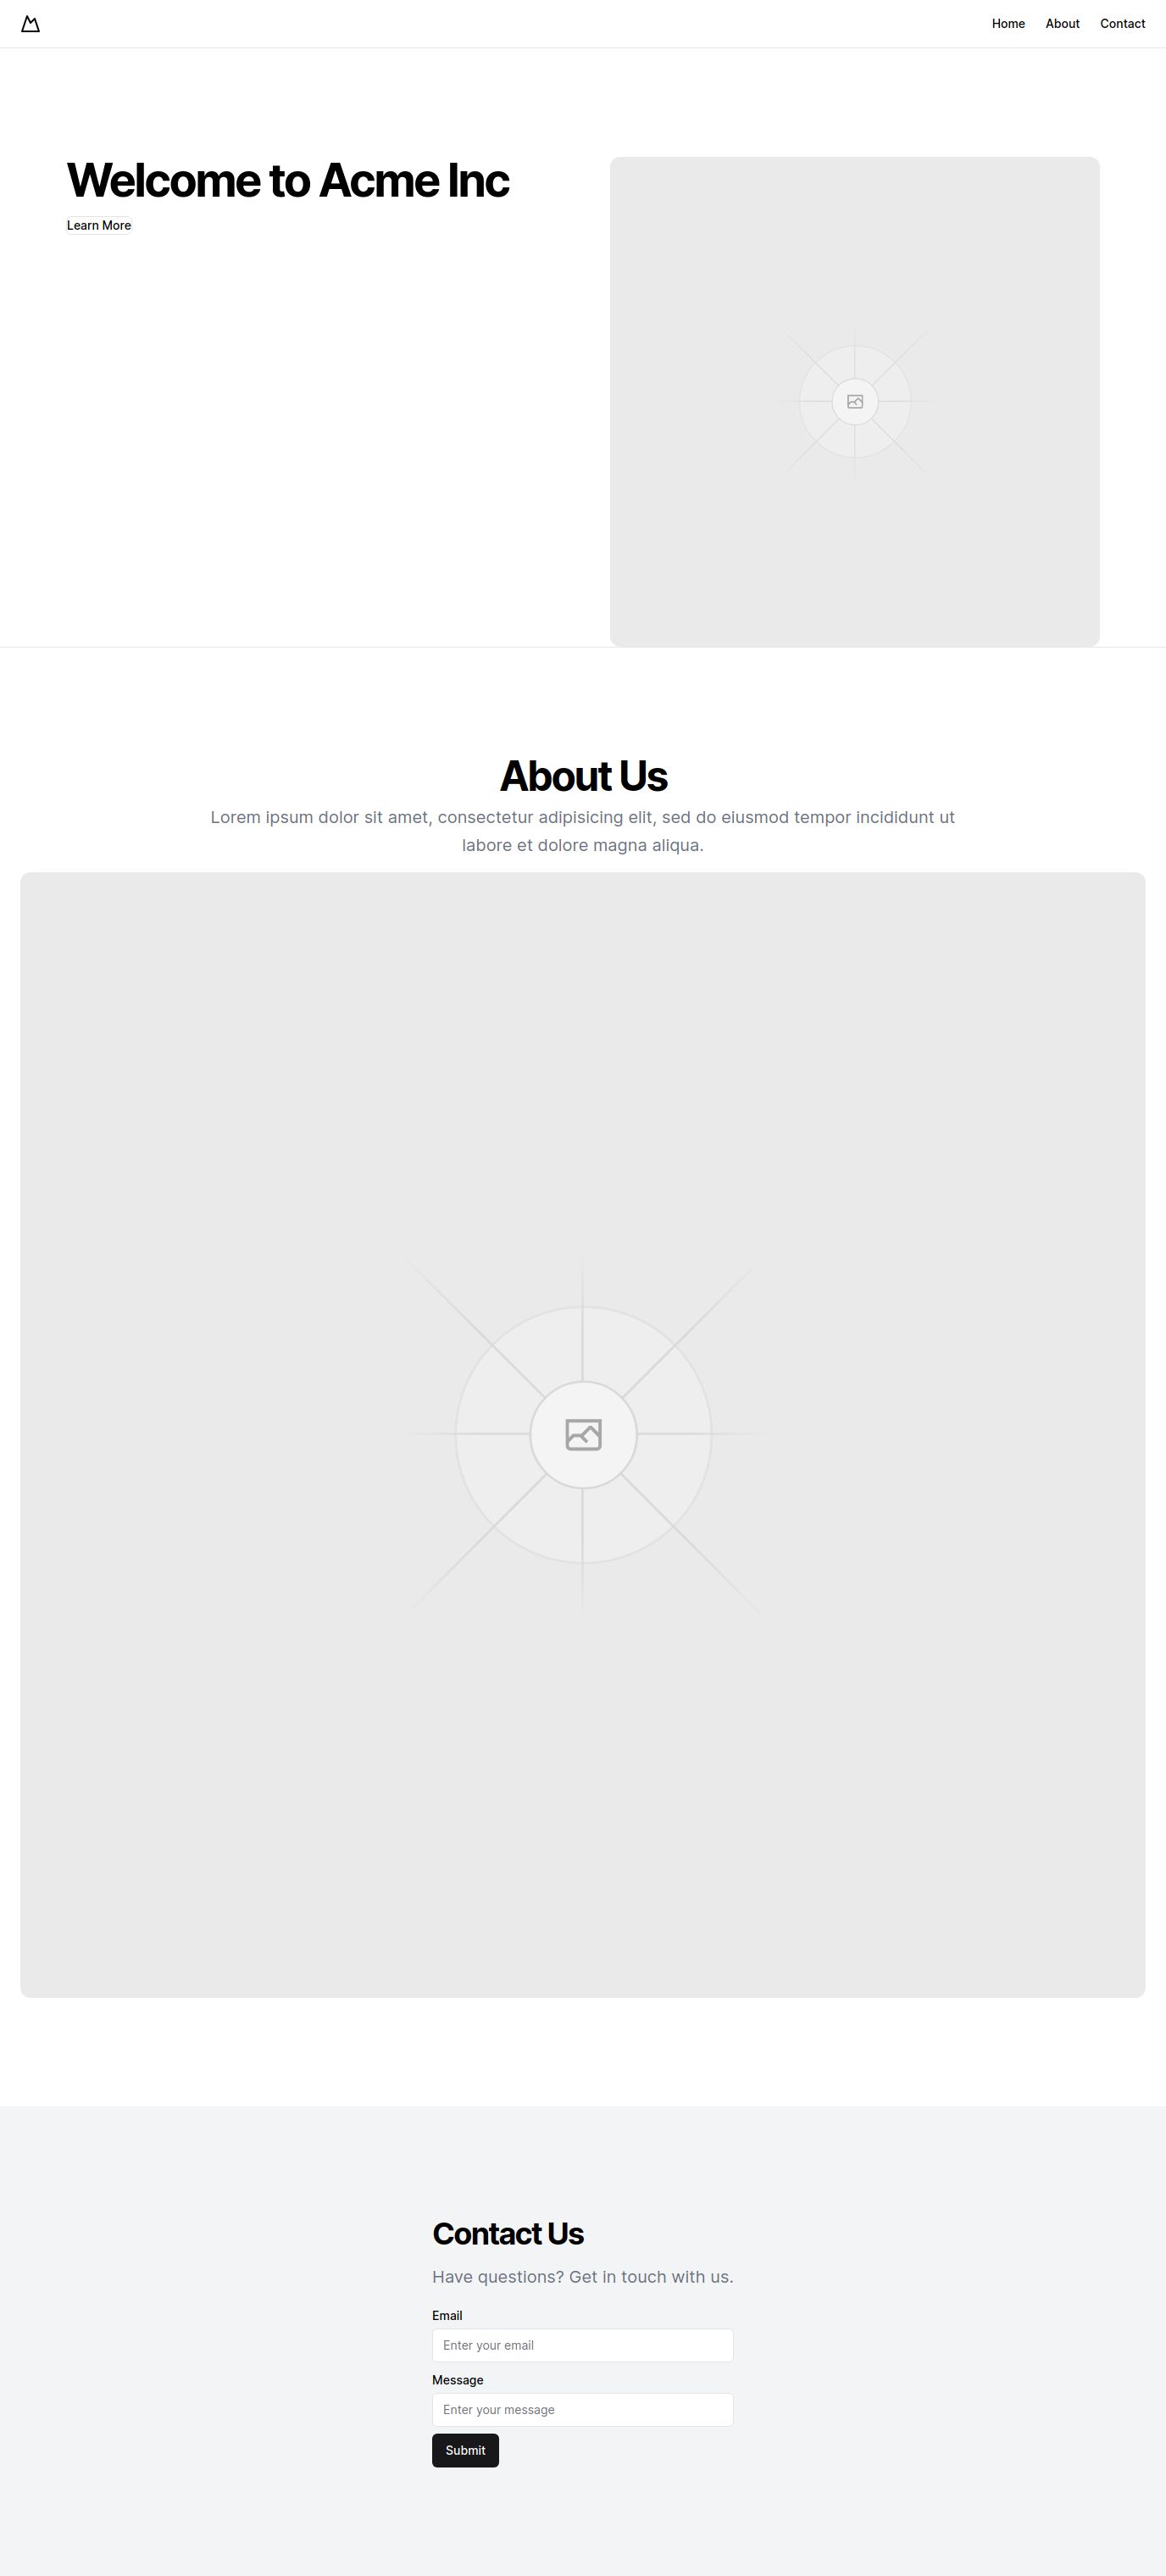 Home About Contact
Welcome to Acme Inc
Learn More
About Us
Lorem ipsum dolor sit amet, consectetur adipisicing elit, sed do eiusmod tempor incididunt ut
labore et dolore magna aliqua.
Contact Us
Have questions? Get in touch with us.
Email
Enter your email
Message
Enter your message
Submit